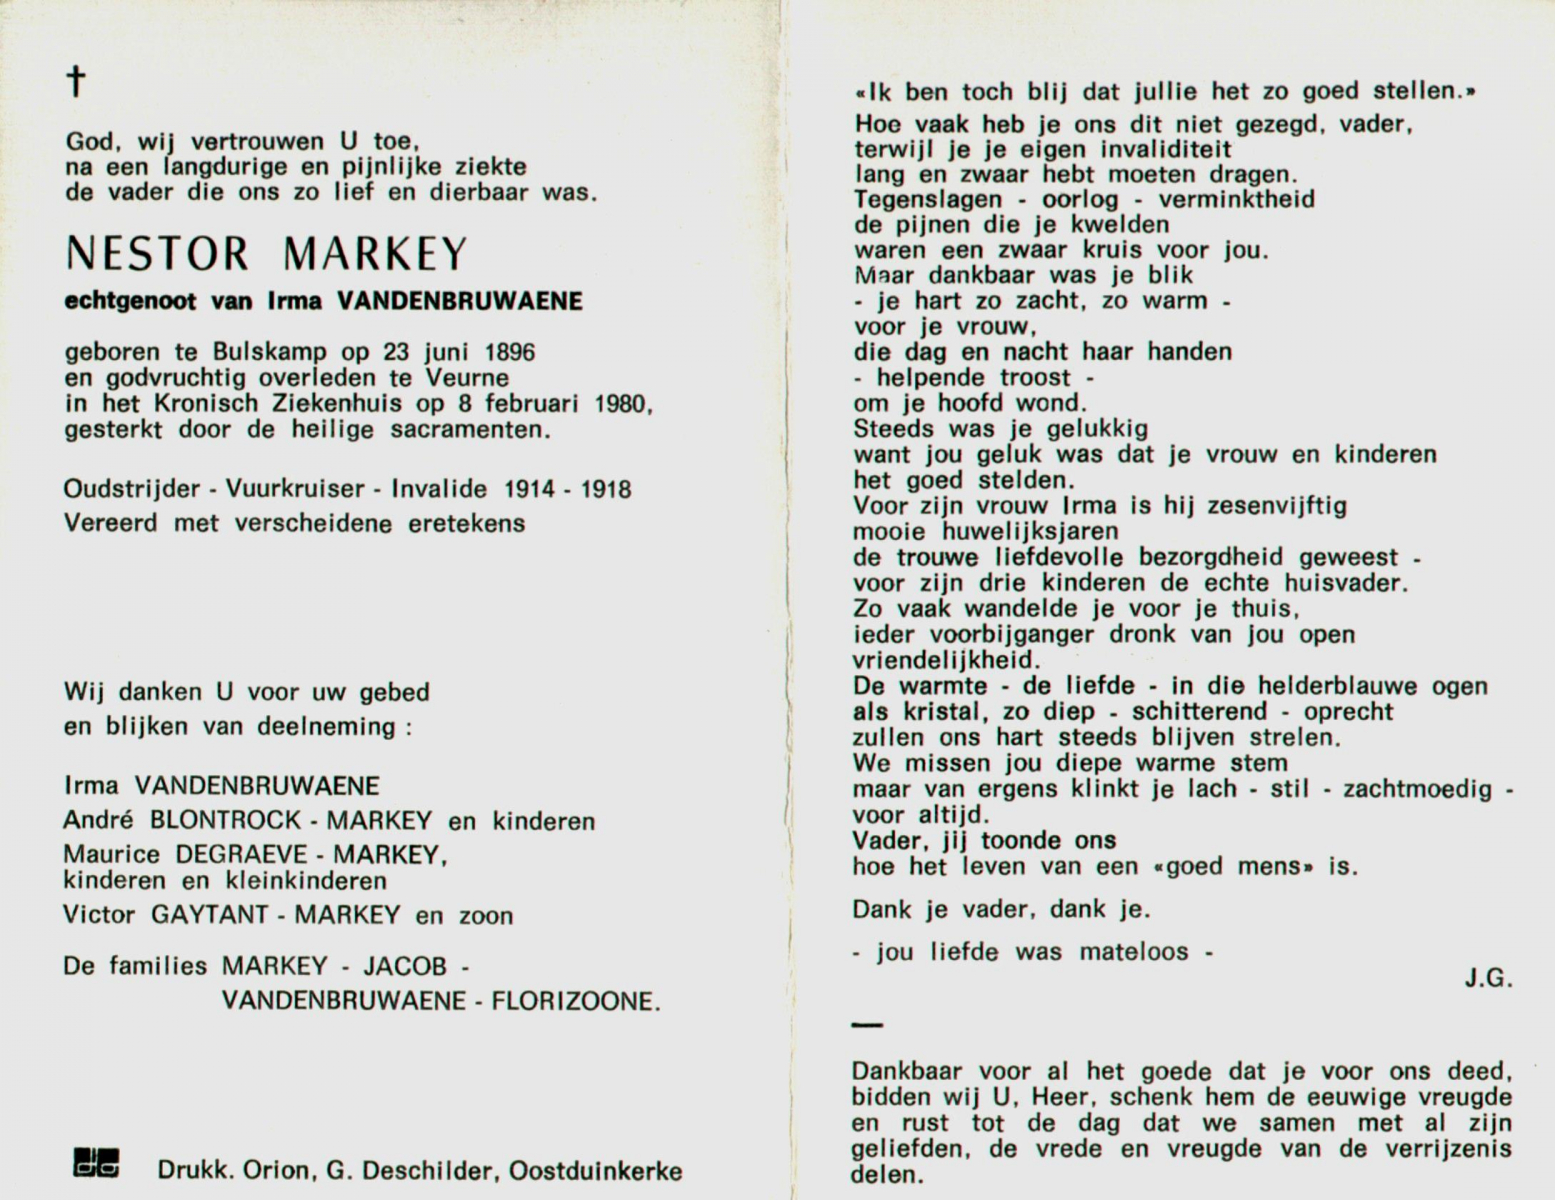 †
God, wij vertrouwen U toe,
na een langdurige en pijnlijke ziekte
de vader die ons zo lief en dierbaar was.
NESTOR MARKEY
echtgenoot van Irma VANDENBRUWAENE
geboren te Bulskamp op 23 juni 1896
en godvruchtig overleden te Veurne
in het Kronisch Ziekenhuis op 8 februari 1980,
gesterkt door de heilige sacramenten.
Oudstrijder - Vuurkruiser - Invalide 1914 - 1918
Vereerd met verscheidene eretekens
Wij danken U voor uw gebed
en blijken van deelneming :
Irma VANDENBRUWAENE
André BLONTROCK - MARKEY en kinderen
Maurice DEGRAEVE - MARKEY,
kinderen en kleinkinderen
Victor GAYTANT - MARKEY en zoon
De families MARKEY - JACOB -
VANDENBRUWAENE - FLORIZOONE.
Drukk. Orion, G. Deschilder, Oostduinkerke
«Ik ben toch blij dat jullie het zo goed stellen.»
Hoe vaak heb je ons dit niet gezegd, vader,
terwijl je je eigen invaliditeit
lang en zwaar hebt moeten dragen.
Tegenslagen - oorlog - verminktheid
de pijnen die je kwelden
waren een zwaar kruis voor jou.
Maar dankbaar was je blik
- je hart zo zacht, zo warm -
voor je vrouw,
die dag en nacht haar handen
- helpende troost -
om je hoofd wond.
Steeds was je gelukkig
want jou geluk was dat je vrouw en kinderen
het goed stelden.
Voor zijn vrouw Irma is hij zesenvijftig
mooie huwelijksjaren
de trouwe liefdevolle bezorgdheid geweest -
voor zijn drie kinderen de echte huisvader.
Zo vaak wandelde je voor je thuis,
ieder voorbijganger dronk van jou open
vriendelijkheid.
De warmte - de liefde - in die helderblauwe ogen
als kristal, zo diep - schitterend - oprecht
zullen ons hart steeds blijven strelen.
We missen jou diepe warme stem
maar van ergens klinkt je lach - stil - zachtmoedig -
voor altijd.
Vader, jij toonde ons
hoe het leven van een «goed mens» is.
Dank je vader, dank je.
- jou liefde was mateloos -
J.G.
Dankbaar voor al het goede dat je voor ons deed,
bidden wij U, Heer, schenk hem de eeuwige vreugde
en rust tot de dag dat we samen met al zijn
geliefden, de vrede en vreugde van de verrijzenis
delen.